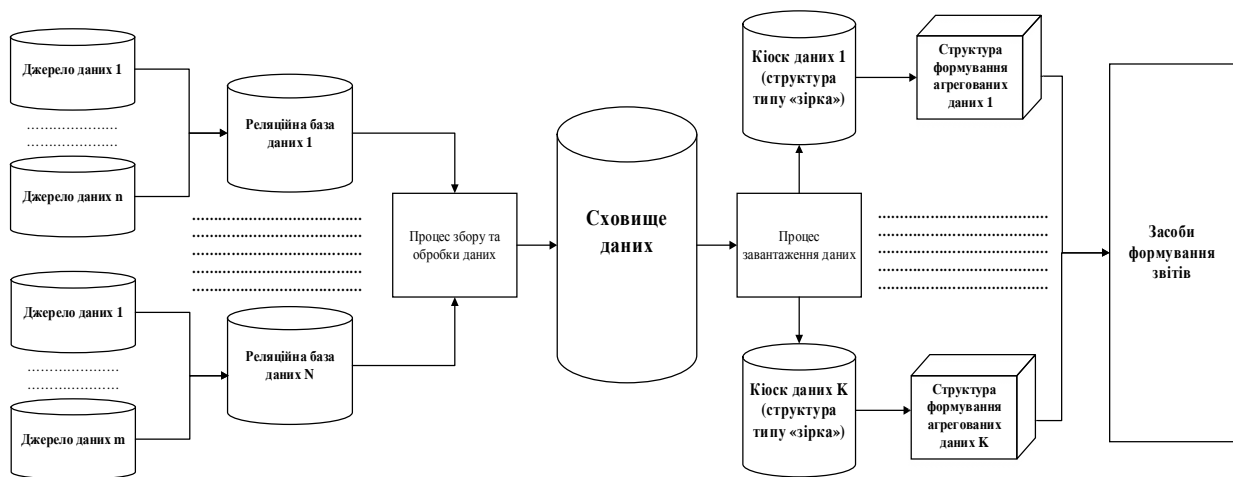 Джерело даних 1
Джерело даних n
Джерело даних 1
Джерело даних m
Реляційна база
даних 1
Реляційна база
даних N
Процес збору та
обробки даних
Сховище
даних
Процес
завантаження даних
Кіоск даних 1
(структура
типу «зірка»)
Кіоск даних K
(структура
типу «зірка»)
Структура
формування
агрегованих
даних 1
Структура
формування
агрегованих
даних K
Засоби
формування
звітів